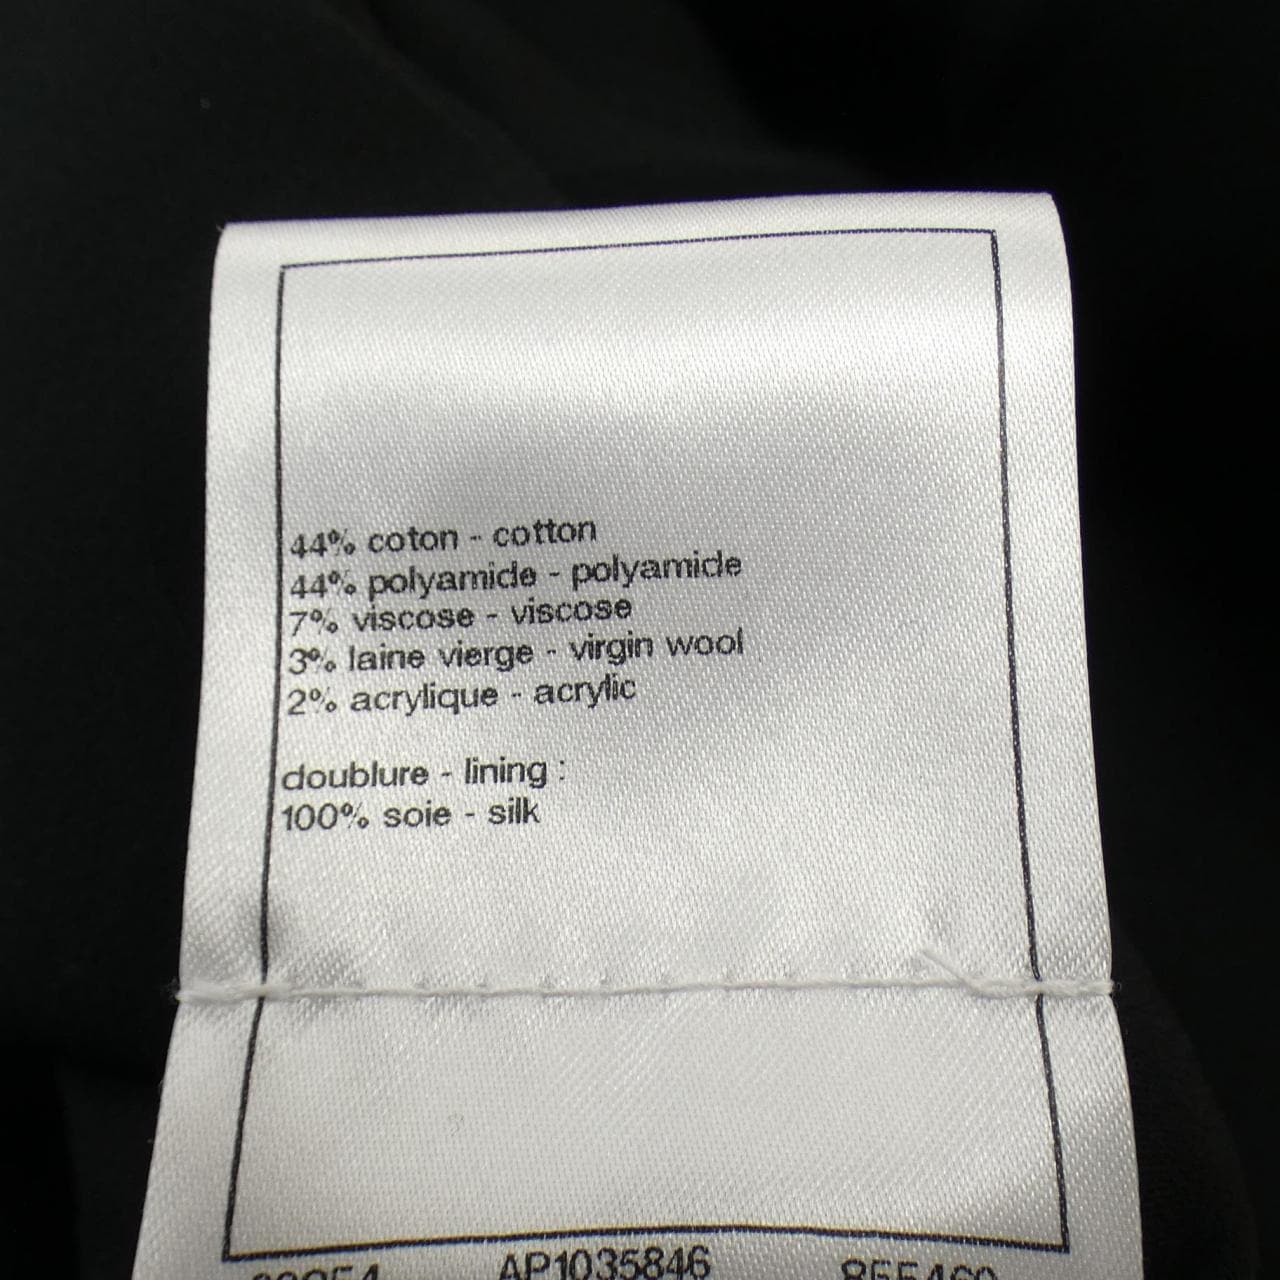 44% coton - cotton
44% polyamide - polyamide
7% viscose - viscose
3% laine vierge - virgin wool
2% acrylique - acrylic
doublure - lining :
100% soie - silk
AP1035846